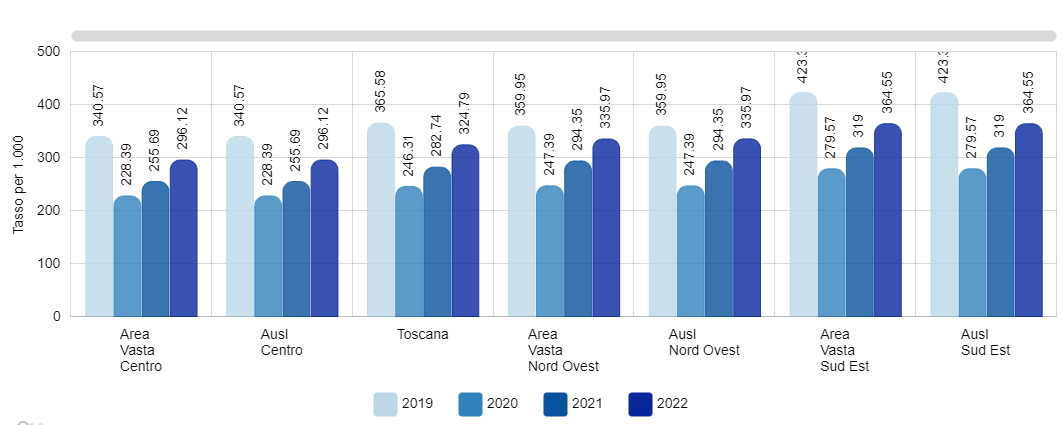 500
400
300
200
100
0
Tasso per 1.000
340.57
228.39
255.69
296.12
340.57
228.39
255.69
296.12
365.58
246.31
282.74
324.79
359.95
247.39
294.35
335.97
359.95
247.39
294.35
335.97
279.57
319
364.55
279.57
319
364.55
Area
Vasta
Centro
Ausl
Centro
Toscana
Area
Vasta
Nord Ovest
Ausl
Nord Ovest
Area
Vasta
Sud Est
Ausl
Sud Est
2019
2020
2021
2022